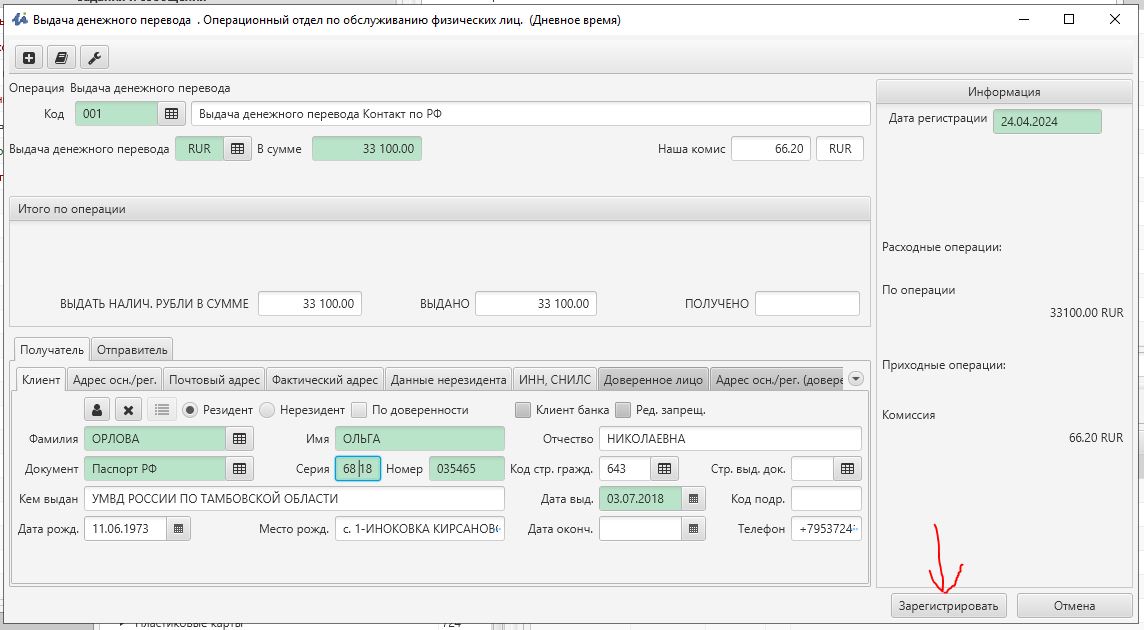 Выдача денежного перевода . Операционный отдел по обслуживанию физических лиц. (Дневное время)
Операция Выдача денежного перевода
Код 001 Выдача денежного перевода Контакт по РФ
Выдача денежного перевода RUR В сумме 33 100.00 Наша комис 66.20 RUR
Итого по операции
ВЫДАТЬ НАЛИЧ. РУБЛИ В СУММЕ 33 100.00 ВЫДАНО 33 100.00 ПОЛУЧЕНО
Получатель Отправитель
Клиент Адрес осн./рег. Почтовый адрес Фактический адрес Данные нерезидента ИНН, СНИЛС Доверенное лицо Адрес осн./рег. (довере
Резидент Нерезидент По доверенности Клиент банка Ред. запрещ.
Фамилия ОРЛОВА Имя ОЛЬГА Отчество НИКОЛАЕВНА
Документ Паспорт РФ Серия 68 18 Номер 035465 Код стр. гражд. 643 Стр. выд. док.
Кем выдан УМВД РОССИИ ПО ТАМБОВСКОЙ ОБЛАСТИ Дата выд. 03.07.2018 Код подр.
Дата рожд. 11.06.1973 Место рожд. с. 1-ИНОКОВКА КИРСАНОВ Дата оконч. Телефон +7953724
Информация
Дата регистрации 24.04.2024
Расходные операции:
По операции
33100.00 RUR
Приходные операции:
Комиссия
66.20 RUR
Зарегистрировать Отмена
Пластиковые карты 724